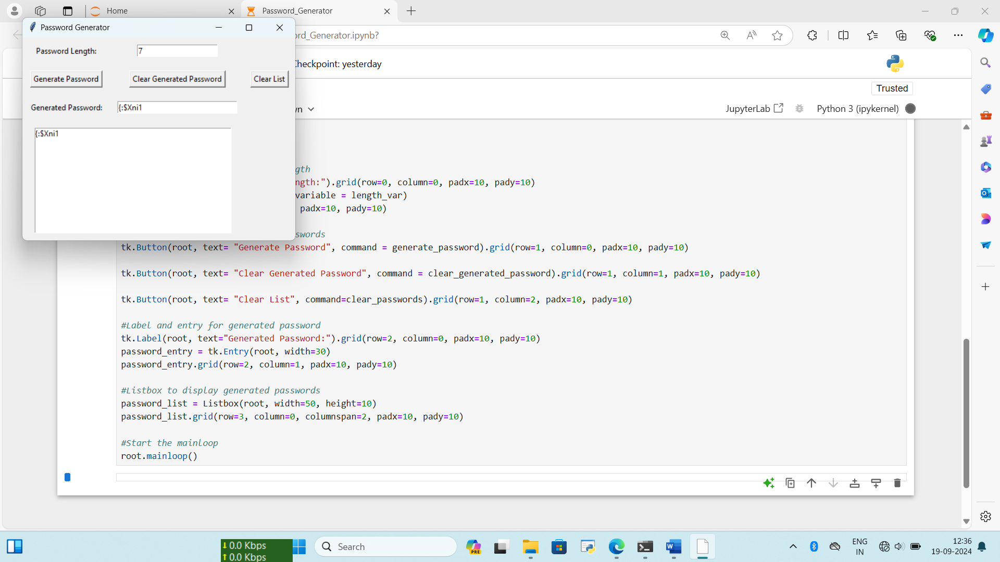 Home
Password_Generator
Password Generator
ord_Generator.ipynb?
Password Length:
7
Checkpoint: yesterday
Generate Password
Clear Generated Password
Clear List
Trusted
Generated Password:
{:$Xni1
wn
JupyterLab
Python 3 (ipykernel)
{:$Xni1
gth
ngth:").grid(row=0, column=0, padx=10, pady=10)
variable = length_var)
padx=10, pady=10)
swords
tk.Button(root, text= "Generate Password", command = generate_password).grid(row=1, column=0, padx=10, pady=10)
tk.Button(root, text= "Clear Generated Password", command = clear_generated_password).grid(row=1, column=1, padx=10, pady=10)
tk.Button(root, text= "Clear List", command=clear_passwords).grid(row=1, column=2, padx=10, pady=10)
#Label and entry for generated password
tk.Label(root, text="Generated Password:").grid(row=2, column=0, padx=10, pady=10)
password_entry = tk.Entry(root, width=30)
password_entry.grid(row=2, column=1, padx=10, pady=10)
#Listbox to display generated passwords
password_list = Listbox(root, width=50, height=10)
password_list.grid(row=3, column=0, columnspan=2, padx=10, pady=10)
#Start the mainloop
root.mainloop()
↓ 0.0 Kbps
↑ 0.0 Kbps
Search
PRE
ENG
IN
12:36
19-09-2024